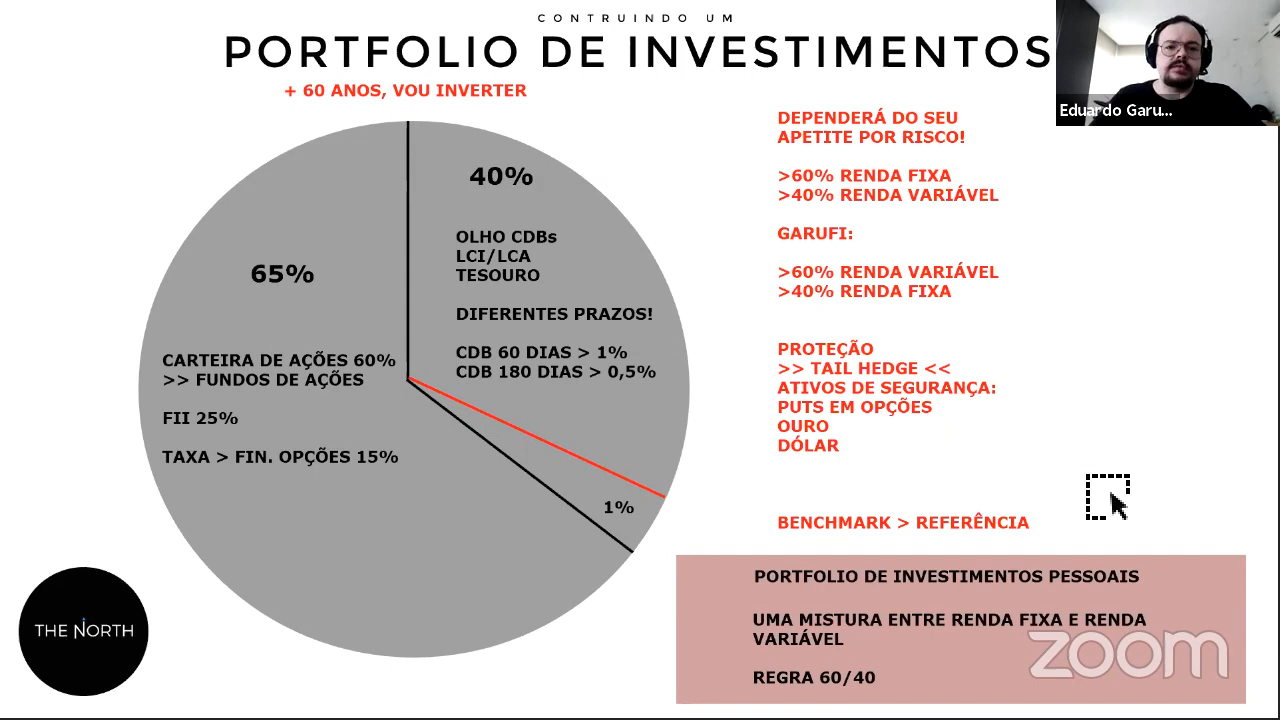 CONTRUINDO UM
PORTFOLIO DE INVESTIMENTOS
+ 60 ANOS, VOU INVERTER
Eduardo Garu...
40%
OLHO CDBs
LCI/LCA
TESOURO
DIFERENTES PRAZOS!
CDB 60 DIAS > 1%
CDB 180 DIAS > 0,5%
65%
CARTEIRA DE AÇÕES 60%
>> FUNDOS DE AÇÕES
FII 25%
TAXA > FIN. OPÇÕES 15%
1%
DEPENDERÁ DO SEU
APETITE POR RISCO!
>60% RENDA FIXA
>40% RENDA VARIÁVEL
GARUFI:
>60% RENDA VARIÁVEL
>40% RENDA FIXA
PROTEÇÃO
>> TAIL HEDGE <<
ATIVOS DE SEGURANÇA:
PUTS EM OPÇÕES
OURO
DÓLAR
BENCHMARK > REFERÊNCIA
PORTFOLIO DE INVESTIMENTOS PESSOAIS
UMA MISTURA ENTRE RENDA FIXA E RENDA
VARIÁVEL
REGRA 60/40
THE NORTH
zoom